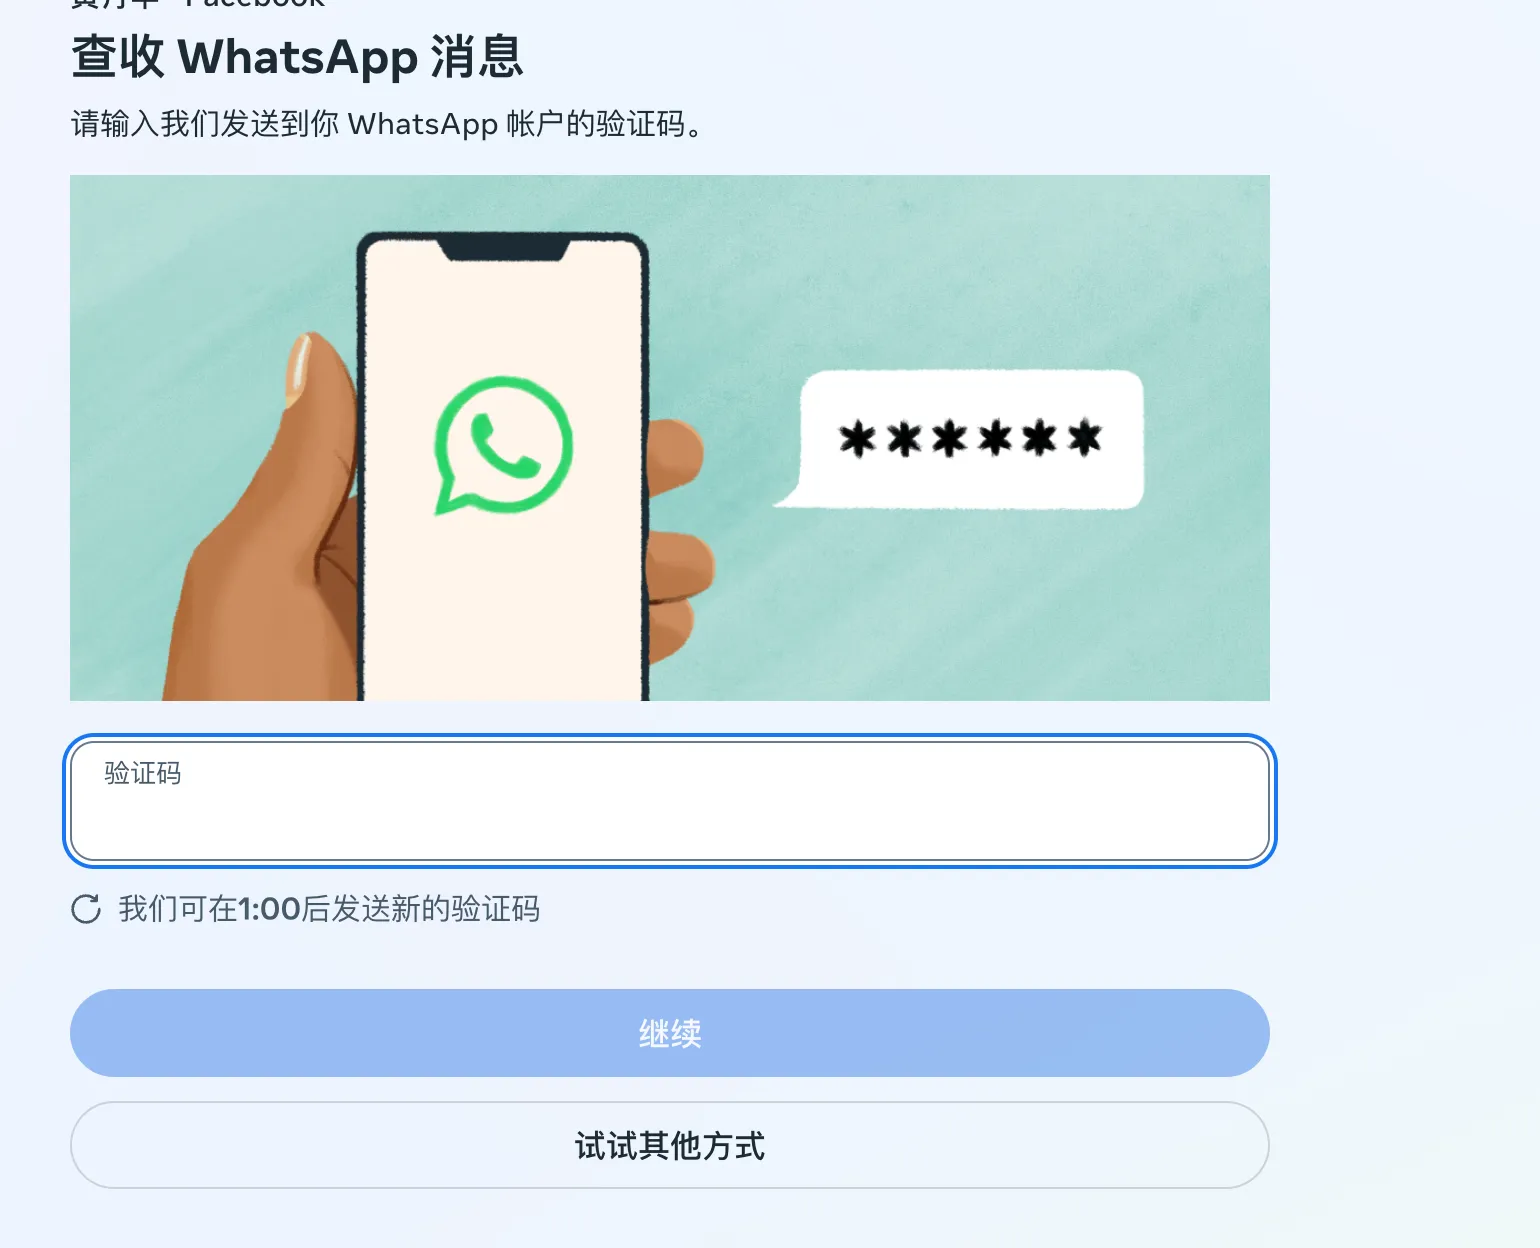 Facebook
查收 WhatsApp 消息
请输入我们发送到你 WhatsApp 帐户的验证码。
******
验证码
我们可在1:00后发送新的验证码
继续
试试其他方式